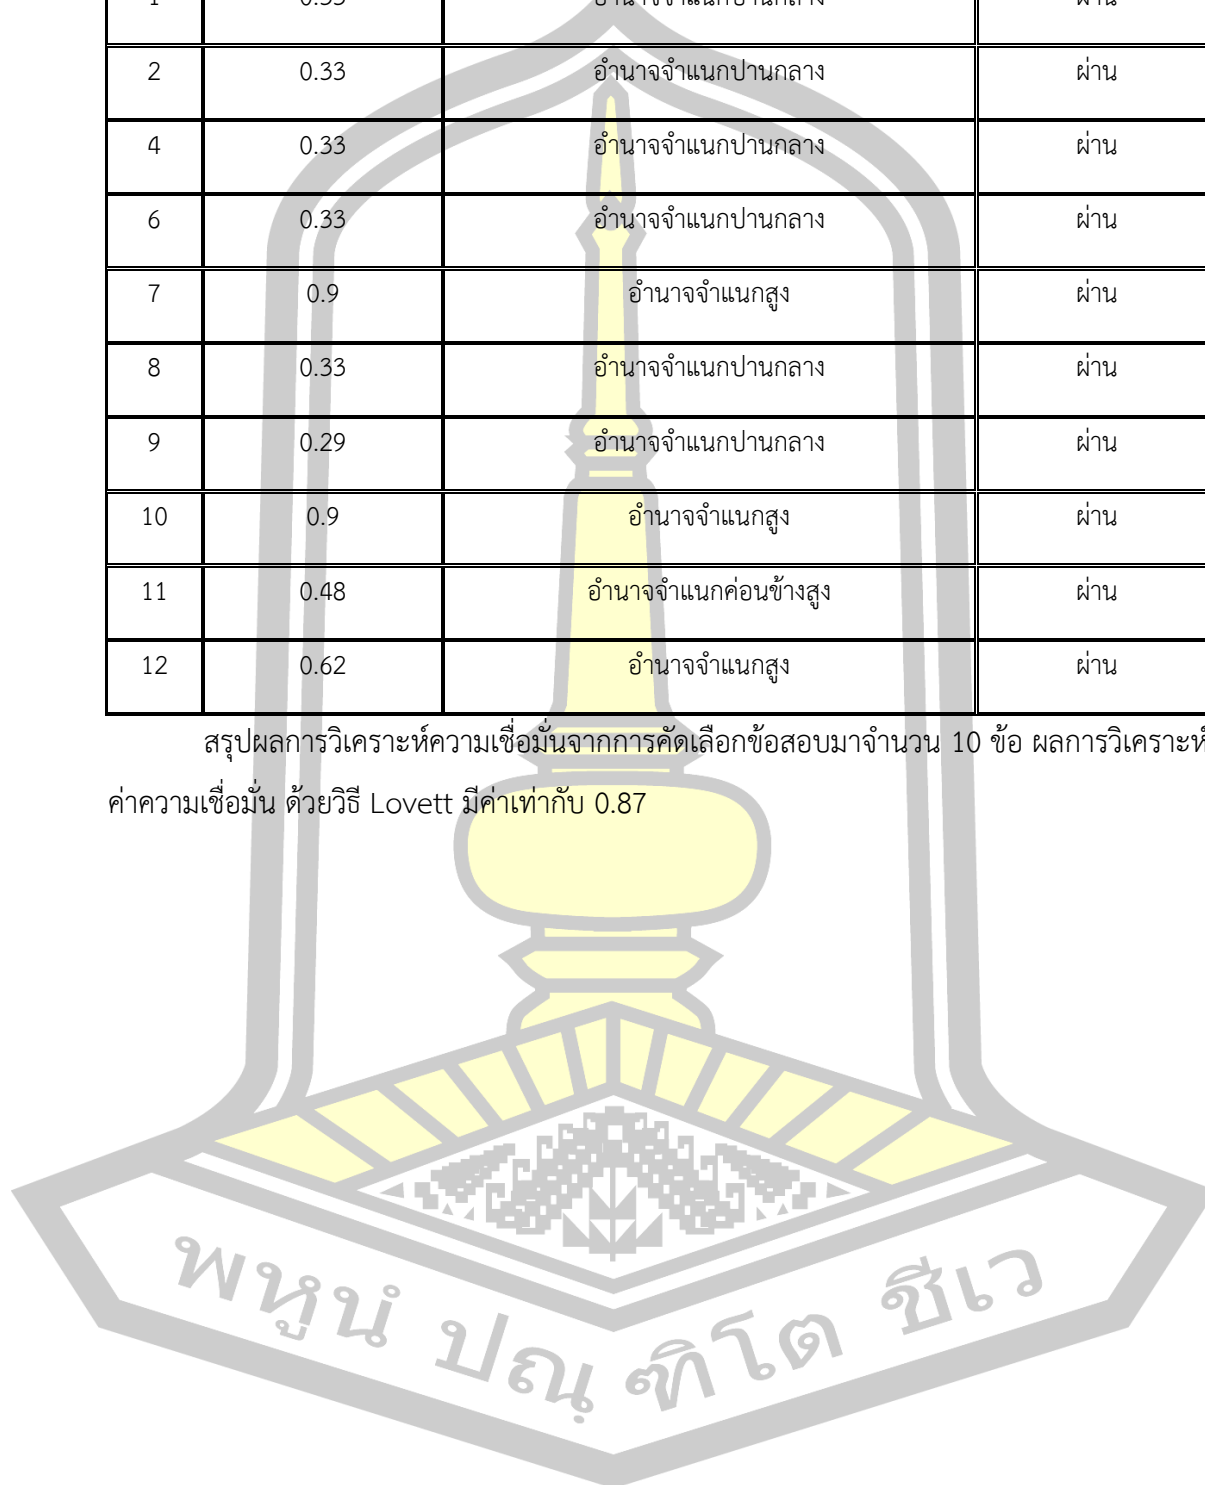 2 0.33 อำนาจจำแนกปานกลาง ผ่าน
4 0.33 อำนาจจำแนกปานกลาง ผ่าน
6 0.33 อำนาจจำแนกปานกลาง ผ่าน
7 0.9 อำนาจจำแนกสูง ผ่าน
8 0.33 อำนาจจำแนกปานกลาง ผ่าน
9 0.29 อำนาจจำแนกปานกลาง ผ่าน
10 0.9 อำนาจจำแนกสูง ผ่าน
11 0.48 อำนาจจำแนกค่อนข้างสูง ผ่าน
12 0.62 อำนาจจำแนกสูง ผ่าน
สรุปผลการวิเคราะห์ความเชื่อมั่นจากการคัดเลือกข้อสอบมาจำนวน 10 ข้อ ผลการวิเคราะห์
ค่าความเชื่อมั่น ด้วยวิธี Lovett มีค่าเท่ากับ 0.87
พหูนํ ปณฺฑิโต ชีเว